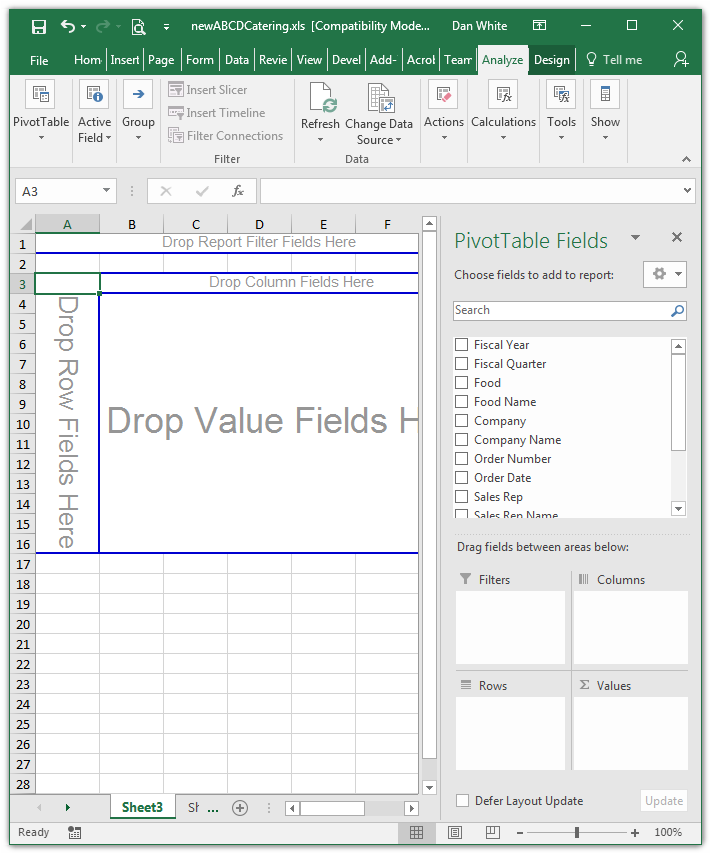 newABCDCatering.xls [Compatibility Mode... Dan White
File Hom Insert Page Form Data Revie View Devel Add- Acrol Team Analyze Design Tell me
PivotTable
Active Field
Group
Insert Slicer
Insert Timeline
Filter Connections
Filter
Refresh
Change Data Source
Data
Actions
Calculations
Tools
Show
A3
fx
A B C D E F
1 Drop Report Filter Fields Here
2
3 Drop Column Fields Here
4
5
6
7
8
9
10
11
12
13
14
15
16
Drop Row Fields Here
Drop Value Fields H
17
18
19
20
21
22
23
24
25
26
27
28
PivotTable Fields
Choose fields to add to report:
Search
Fiscal Year
Fiscal Quarter
Food
Food Name
Company
Company Name
Order Number
Order Date
Sales Rep
Sales Rep Name
Drag fields between areas below:
Filters
Columns
Rows
Σ Values
Defer Layout Update Update
Sheet3 Sh ...
Ready 100%